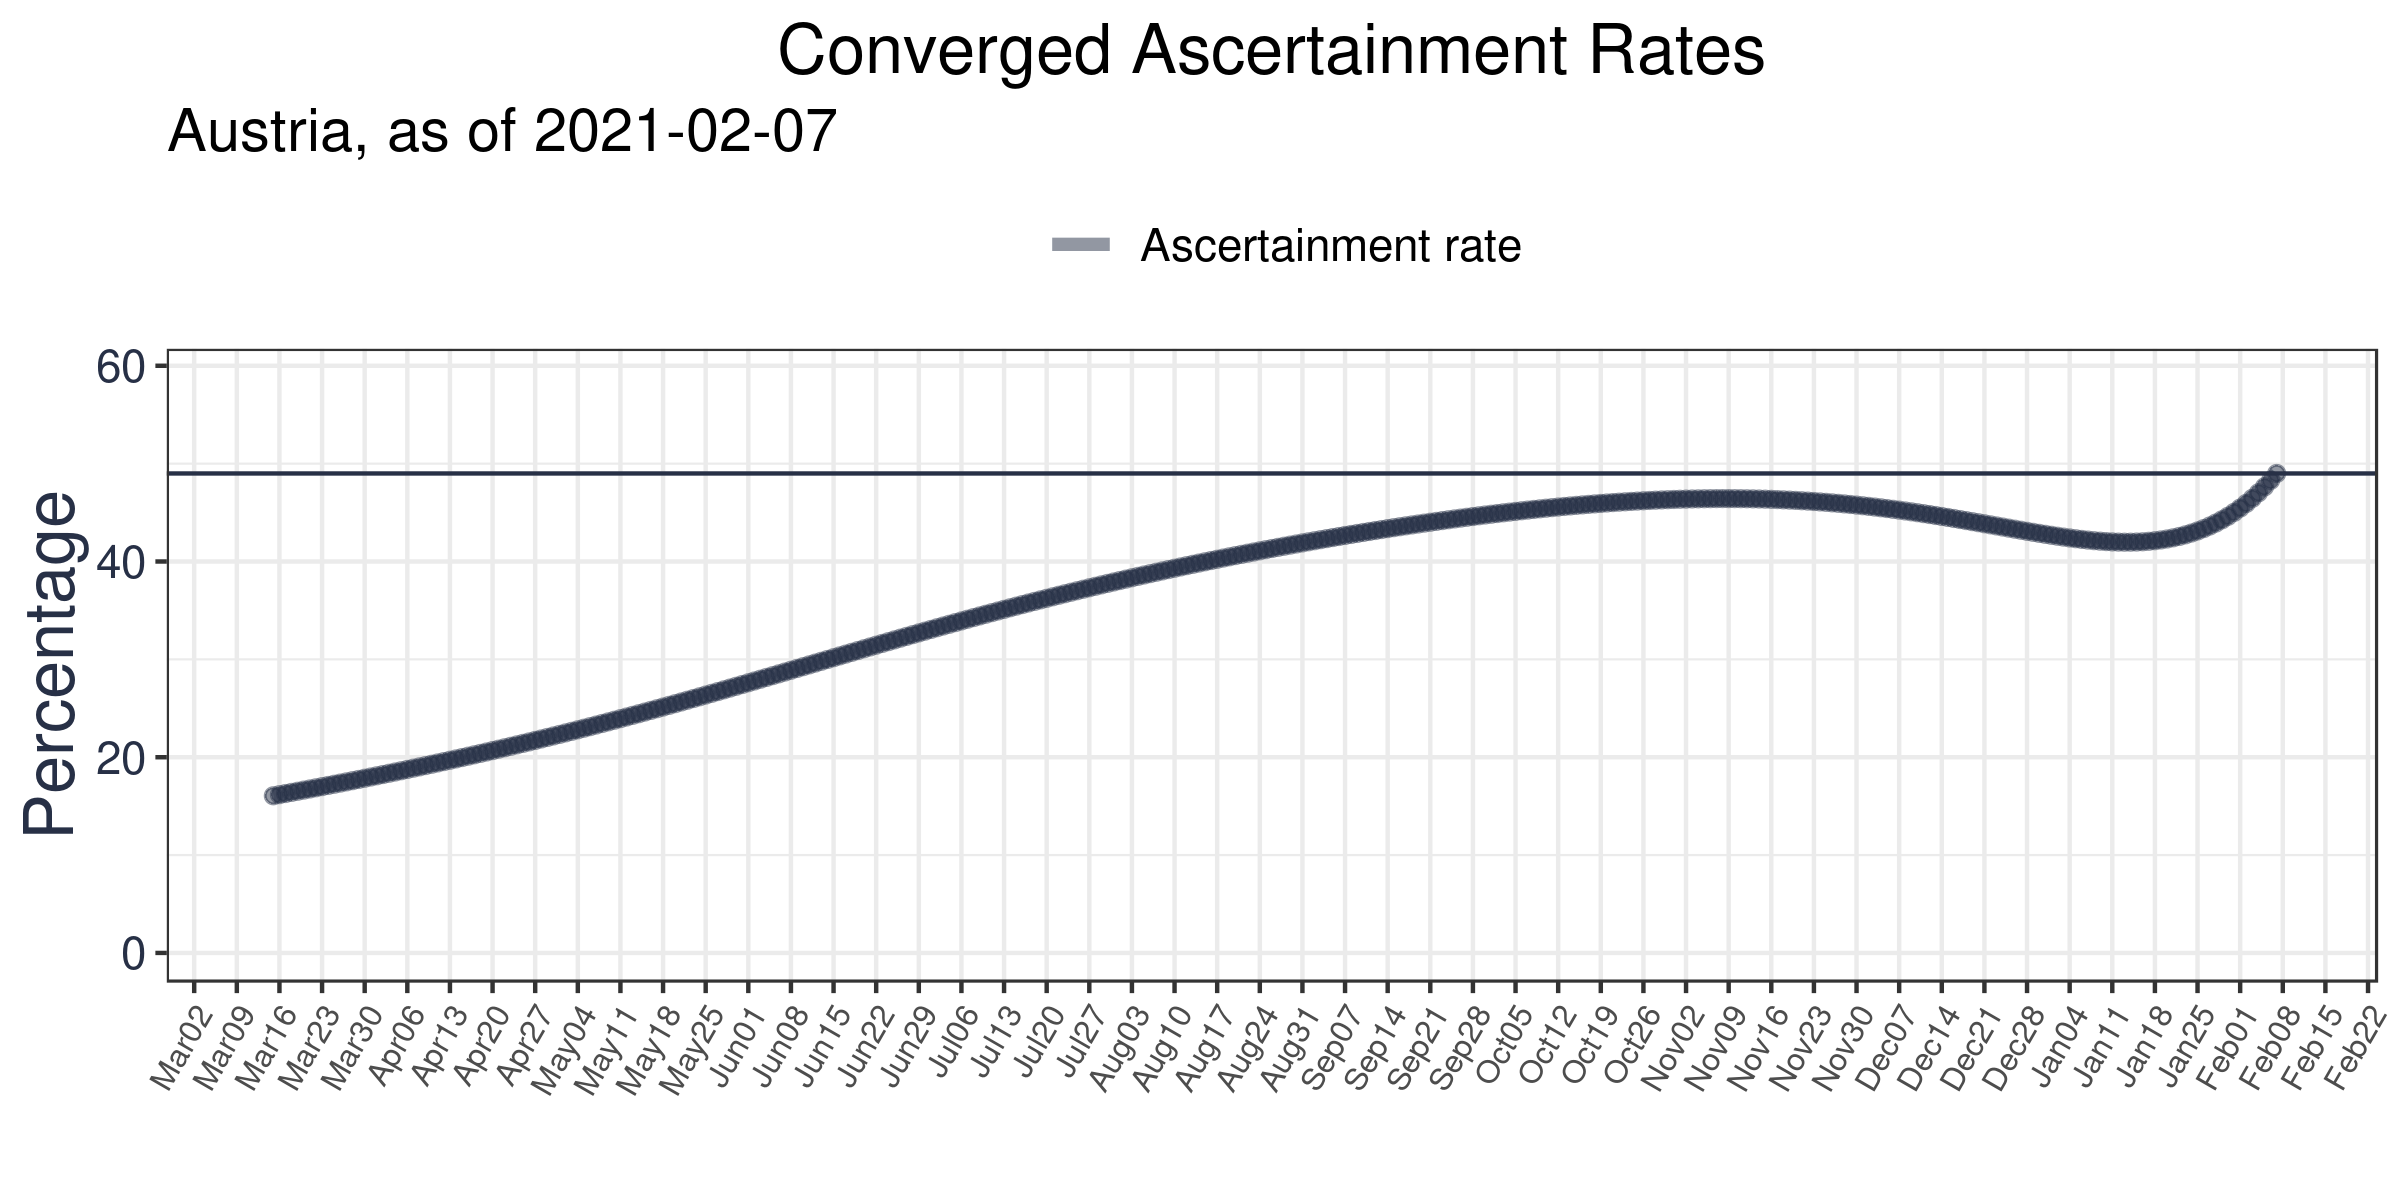 Converged Ascertainment Rates
Austria, as of 2021-02-07
Ascertainment rate
Percentage
60
40
20
0
Mar02 Mar09 Mar16 Mar23 Mar30 Apr06 Apr13 Apr20 Apr27 May04 May11 May18 May25 Jun01 Jun08 Jun15 Jun22 Jun29 Jul06 Jul13 Jul20 Jul27 Aug03 Aug10 Aug17 Aug24 Aug31 Sep07 Sep14 Sep21 Sep28 Oct05 Oct12 Oct19 Oct26 Nov02 Nov09 Nov16 Nov23 Nov30 Dec07 Dec14 Dec21 Dec28 Jan04 Jan11 Jan18 Jan25 Feb01 Feb08 Feb15 Feb22